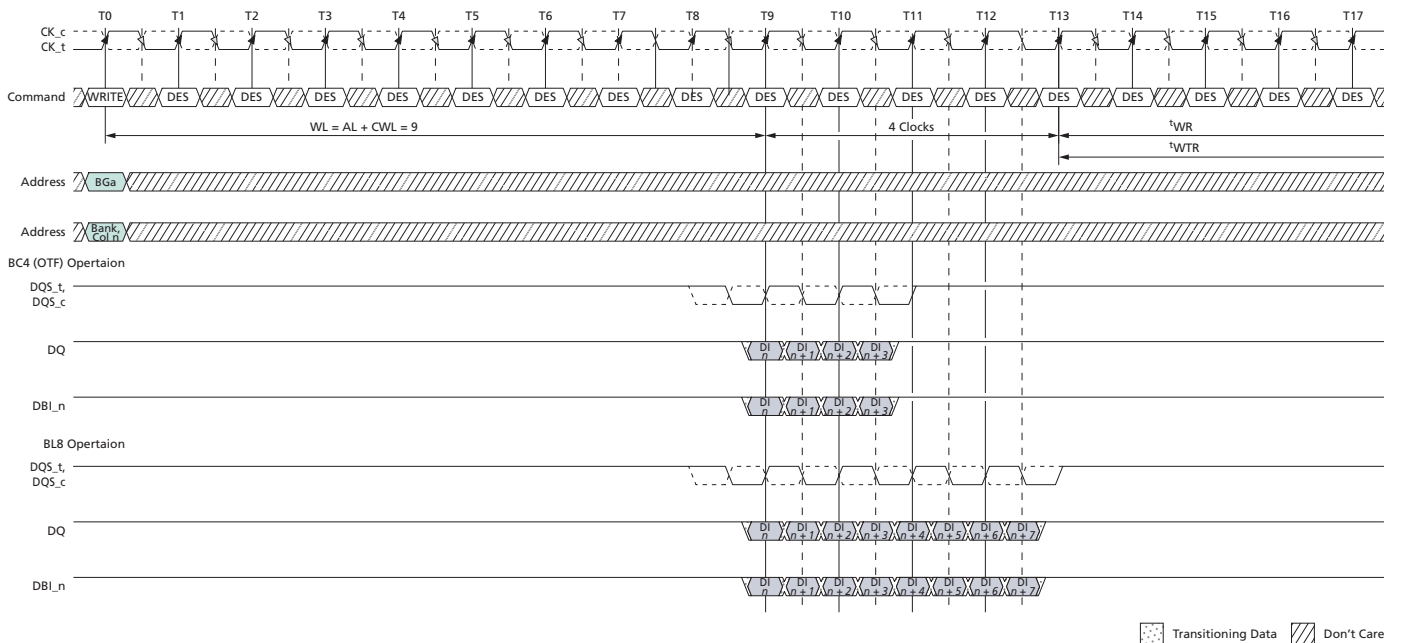 T0 T1 T2 T3 T4 T5 T6 T7 T8 T9 T10 T11 T12 T13 T14 T15 T16 T17
CK_c
CK_t
Command WRITE DES DES DES DES DES DES DES DES DES DES DES DES DES DES DES DES DES
WL = AL + CWL = 9 4 Clocks tWR
tWTR
Address BGa
Address Bank, Col n
BC4 (OTF) Opertaion
DQS_t,
DQS_c
DQ DI n DI n + 1 DI n + 2 DI n + 3
DBI_n DI n DI n + 1 DI n + 2 DI n + 3
BL8 Opertaion
DQS_t,
DQS_c
DQ DI n DI n + 1 DI n + 2 DI n + 3 DI n + 4 DI n + 5 DI n + 6 DI n + 7
DBI_n DI n DI n + 1 DI n + 2 DI n + 3 DI n + 4 DI n + 5 DI n + 6 DI n + 7
Transitioning Data Don't Care